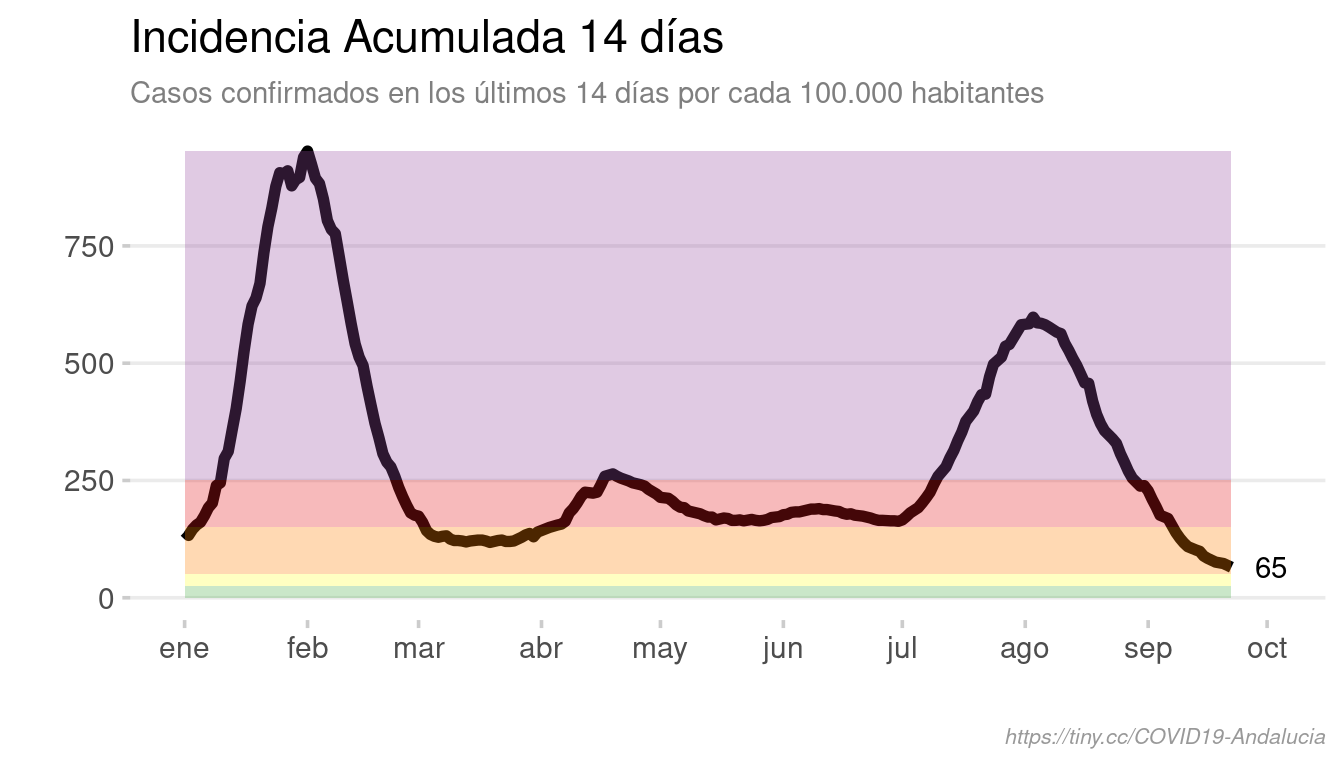 Incidencia Acumulada 14 días
Casos confirmados en los últimos 14 días por cada 100.000 habitantes
750
500
250
0
65
ene feb mar abr may jun jul ago sep oct
https://tiny.cc/COVID19-Andalucia